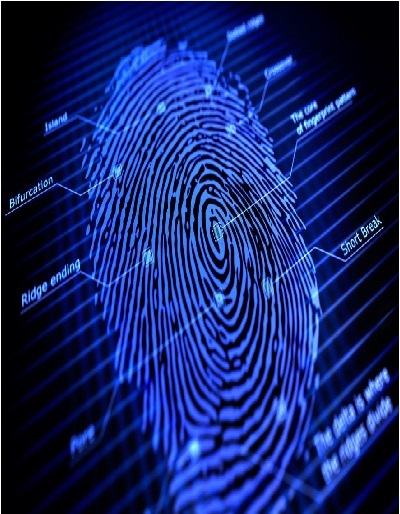 Crossover
Island
The core
of fingerprint pattern
Bifurcation
Short Break
Ridge ending
Pore
The delta is where
the ridges divide